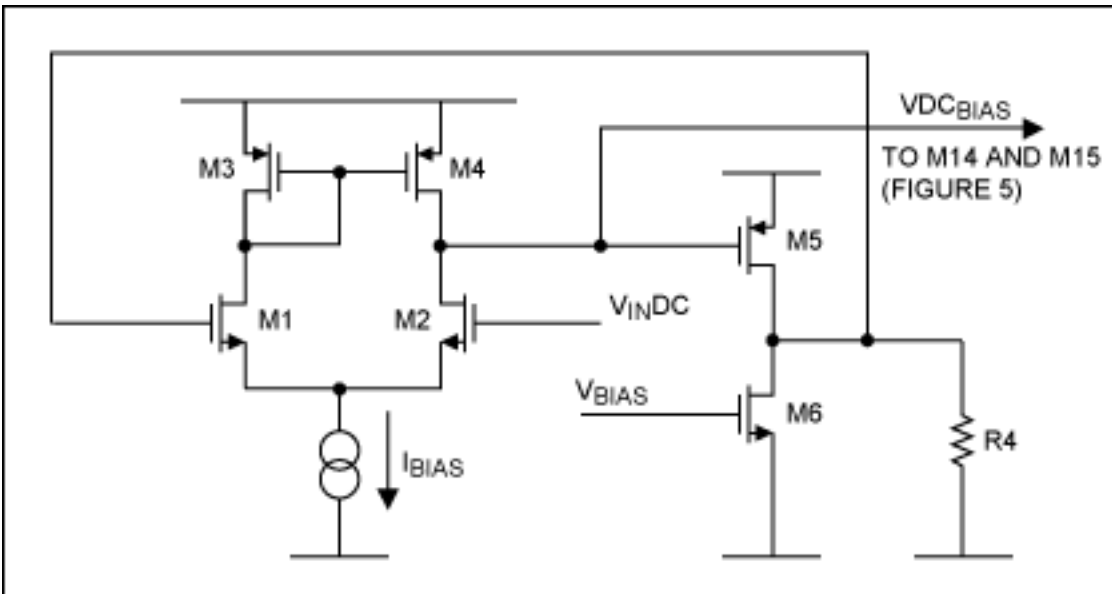 VDCBIAS
TO M14 AND M15
(FIGURE 5)
M3
M4
M5
M1
M2
VINDC
VBIAS
M6
R4
IBIAS